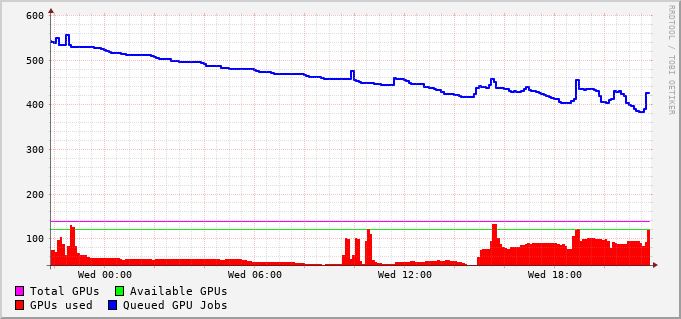 600
500
400
300
200
100
Wed 00:00 Wed 06:00 Wed 12:00 Wed 18:00
Total GPUs Available GPUs
GPUs used Queued GPU Jobs
RRDTOOL / TOBI OETIKER